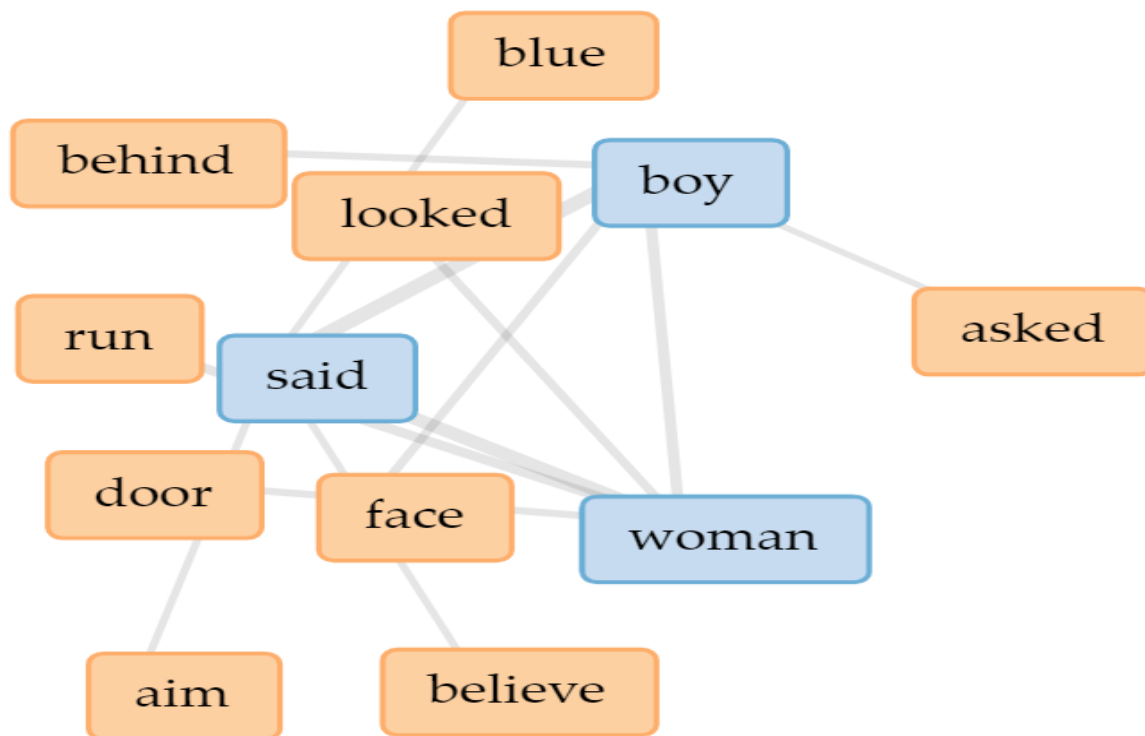 blue
behind
boy
looked
asked
run
said
door
face
woman
aim
believe